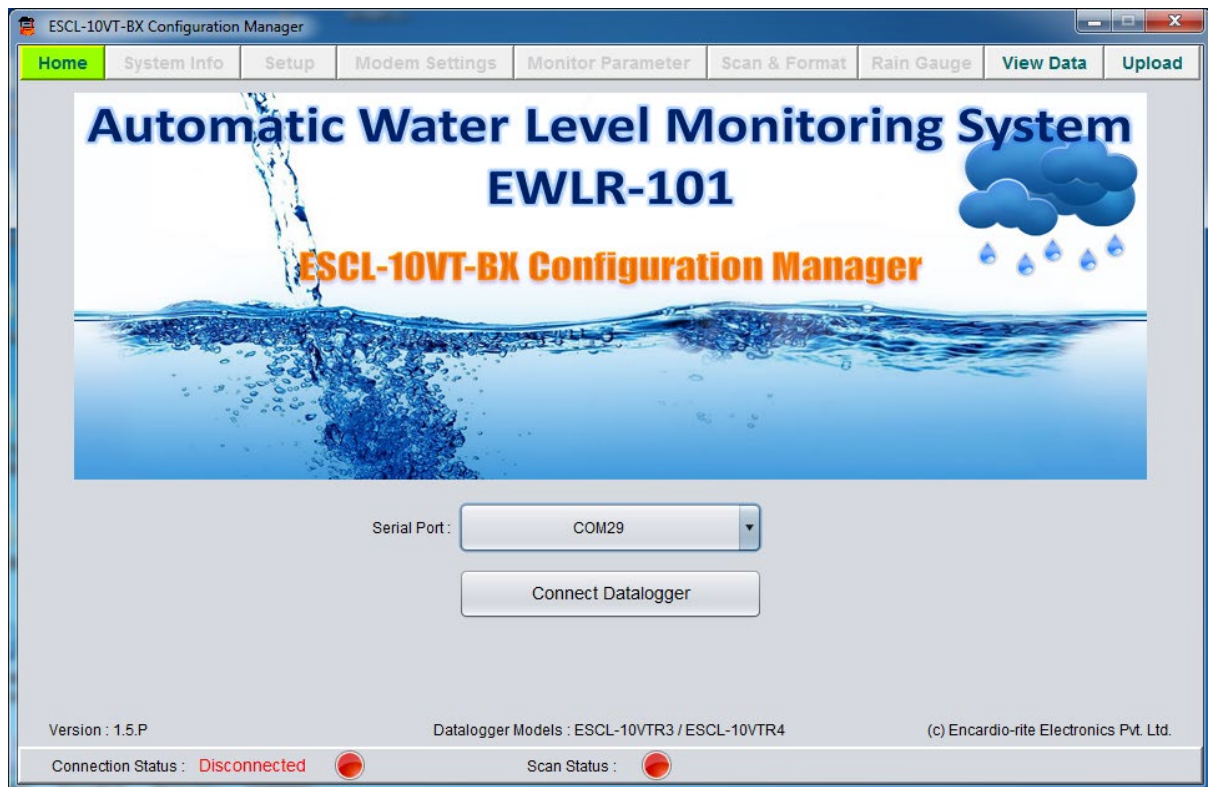 ESCL-10VT-BX Configuration Manager
Home System Info Setup Modem Settings Monitor Parameter Scan & Format Rain Gauge View Data Upload
Automatic Water Level Monitoring System
EWLR-101
ESCL-10VT-BX Configuration Manager
Serial Port : COM29
Connect Datalogger
Version : 1.5.P Datalogger Models : ESCL-10VTR3 / ESCL-10VTR4 (c) Encardio-rite Electronics Pvt. Ltd.
Connection Status : Disconnected Scan Status :